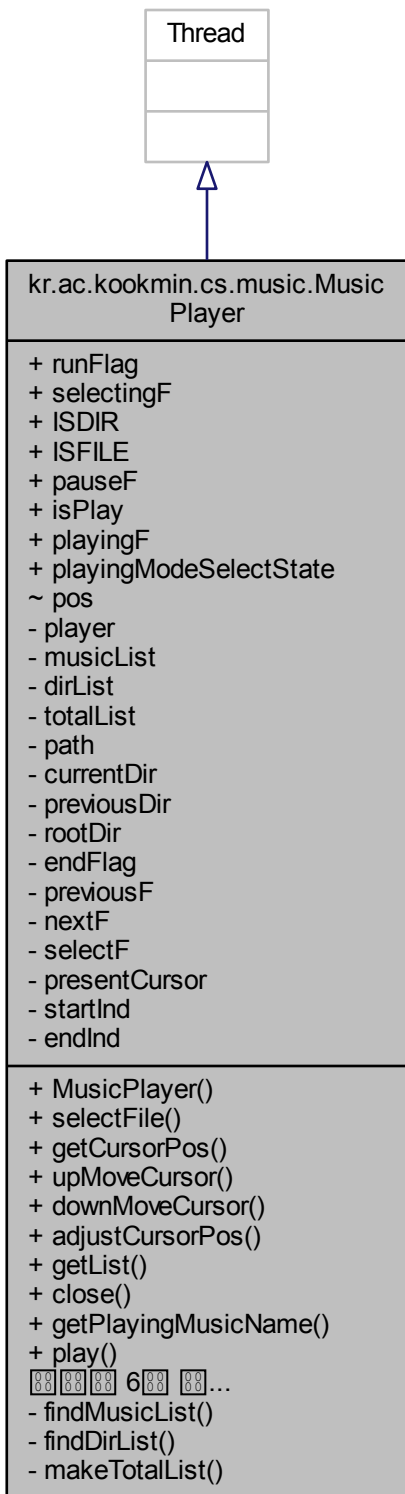 Thread
kr.ac.kookmin.cs.music.Music
Player
+ runFlag
+ selectingF
+ ISDIR
+ ISFILE
+ pauseF
+ isPlay
+ playingF
+ playingModeSelectState
~ pos
- player
- musicList
- dirList
- totalList
- path
- currentDir
- previousDir
- rootDir
- endFlag
- previousF
- nextF
- selectF
- presentCursor
- startInd
- endInd
+ MusicPlayer()
+ selectFile()
+ getCursorPos()
+ upMoveCursor()
+ downMoveCursor()
+ adjustCursorPos()
+ getList()
+ close()
+ getPlayingMusicName()
+ play()
6 ...
- findMusicList()
- findDirList()
- makeTotalList()